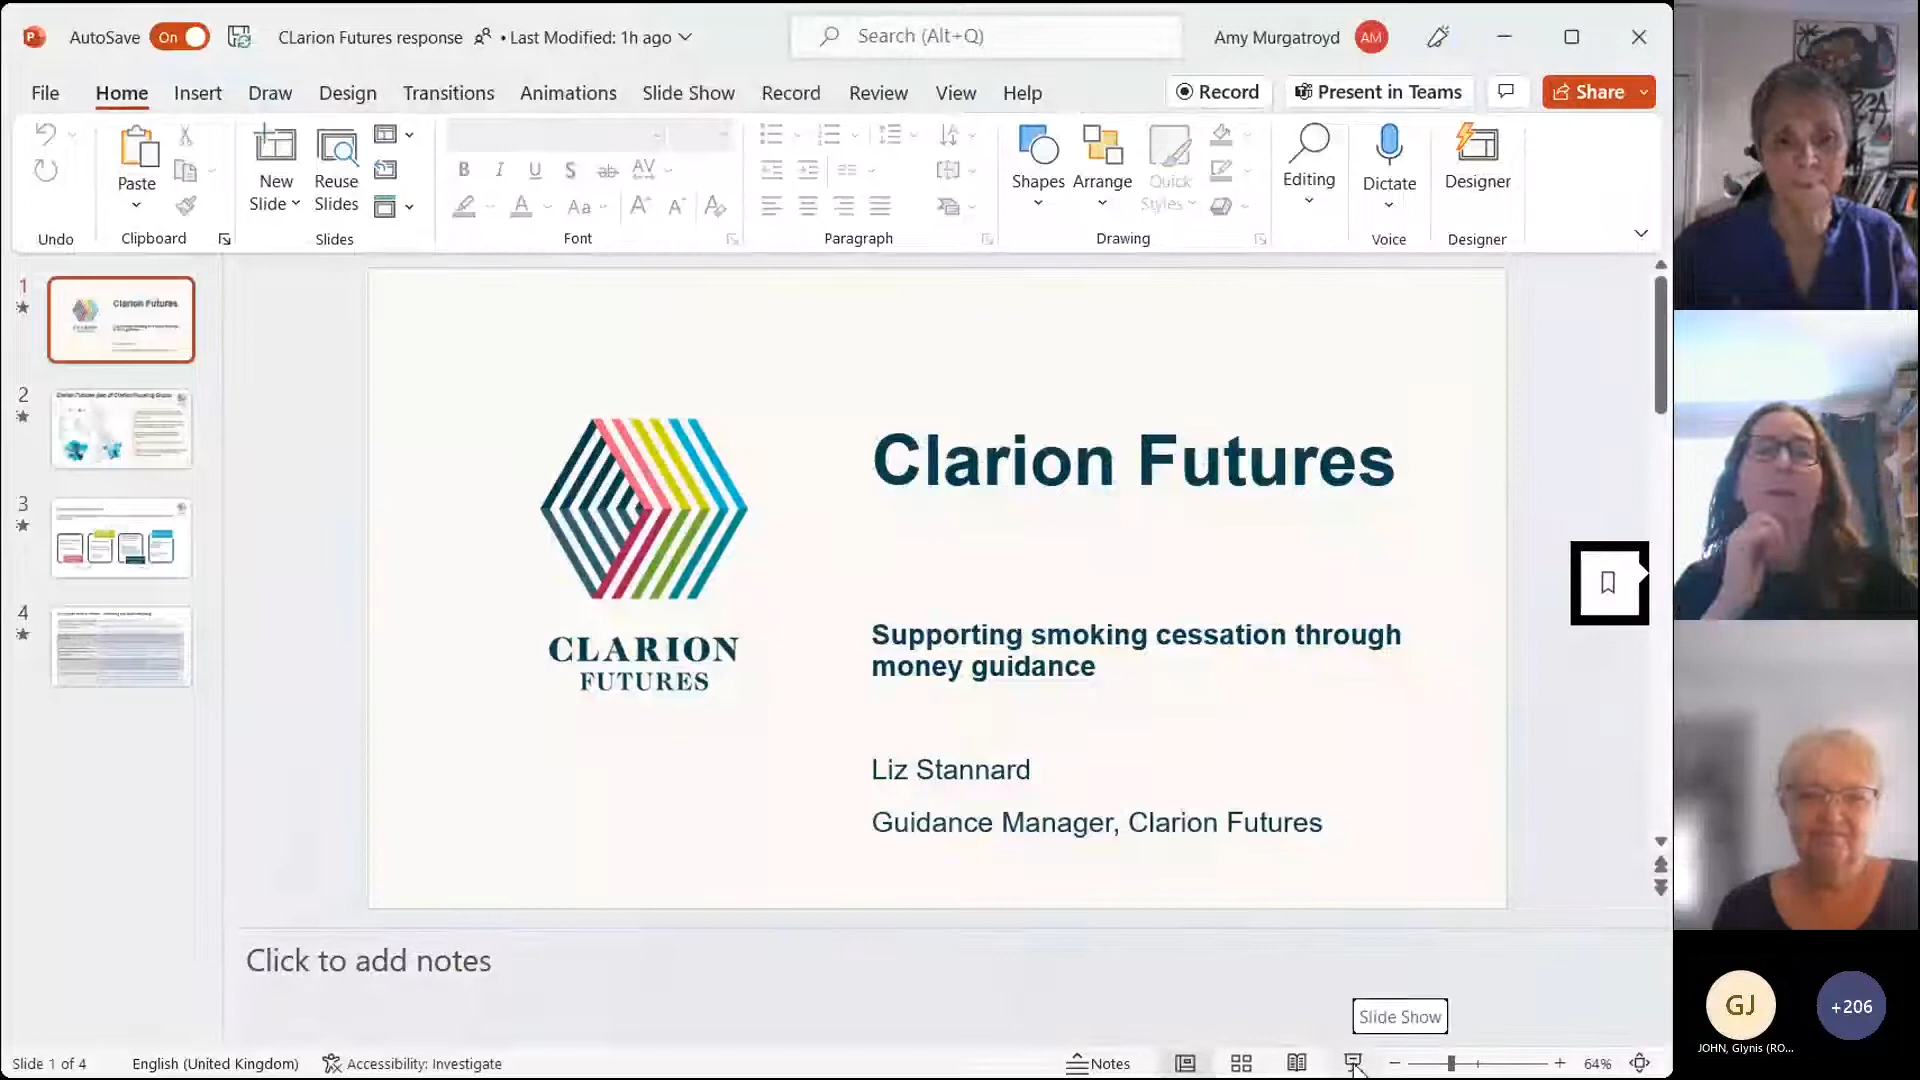 AutoSave On CLarion Futures response • Last Modified: 1h ago Search (Alt+Q) Amy Murgatroyd AM
File Home Insert Draw Design Transitions Animations Slide Show Record Review View Help Record Present in Teams Share
Paste New Slide Reuse Slides Shapes Arrange Quick Styles Editing Dictate Designer
B I U S ab AV
A Aa A A A
Undo Clipboard Slides Font Paragraph Drawing Voice Designer
1
Clarion Futures
2
3
4
CLARION
FUTURES
Clarion Futures
Supporting smoking cessation through
money guidance
Liz Stannard
Guidance Manager, Clarion Futures
Click to add notes
Slide Show
Slide 1 of 4 English (United Kingdom) Accessibility: Investigate Notes 64%
GJ
+206
JOHN, Glynis (RO...